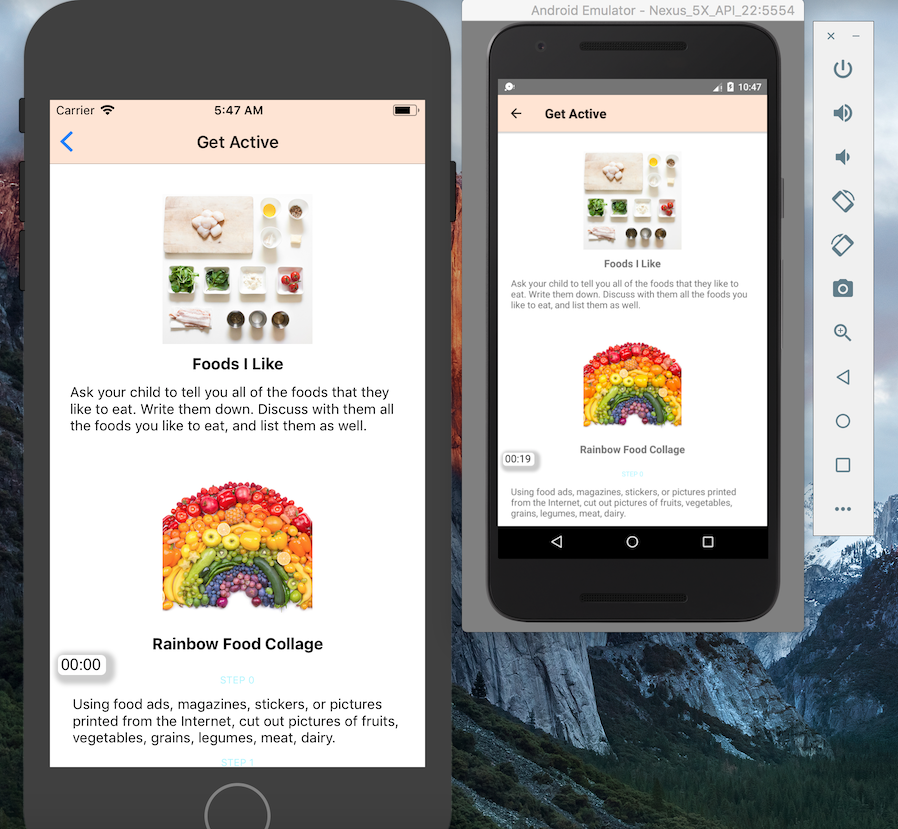 Android Emulator - Nexus_5X_API_22:5554
Carrier
5:47 AM
Get Active
Foods I Like
Ask your child to tell you all of the foods that they
like to eat. Write them down. Discuss with them all
the foods you like to eat, and list them as well.
Rainbow Food Collage
00:00
STEP 0
Using food ads, magazines, stickers, or pictures
printed from the Internet, cut out pictures of fruits,
vegetables, grains, legumes, meat, dairy.
STEP 1
10:47
Get Active
Foods I Like
Ask your child to tell you all of the foods that they like to
eat. Write them down. Discuss with them all the foods you
like to eat, and list them as well.
00:19
Rainbow Food Collage
STEP 0
Using food ads, magazines, stickers, or pictures printed
from the Internet, cut out pictures of fruits, vegetables,
grains, legumes, meat, dairy.